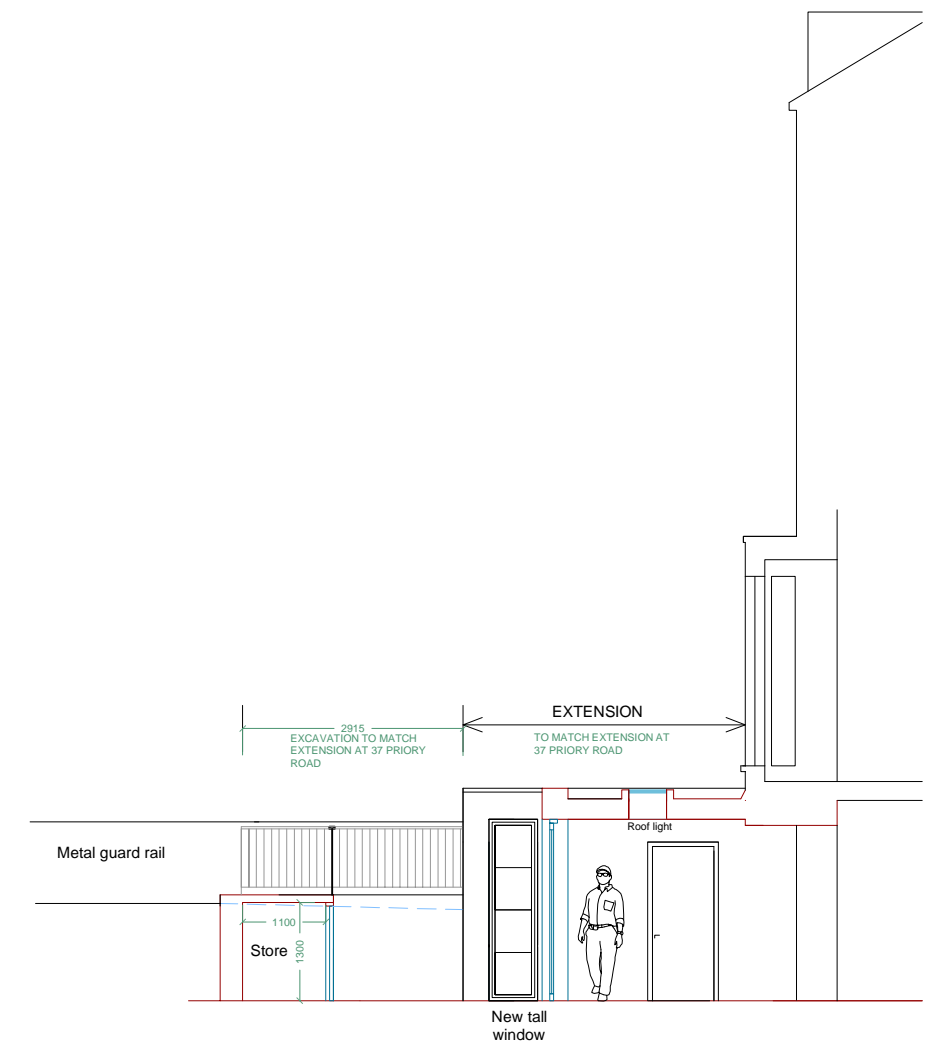 EXTENSION
2915
EXCAVATION TO MATCH
EXTENSION AT 37 PRIORY
ROAD
TO MATCH EXTENSION AT
37 PRIORY ROAD
Roof light
Metal guard rail
1100
Store
1300
New tall
window